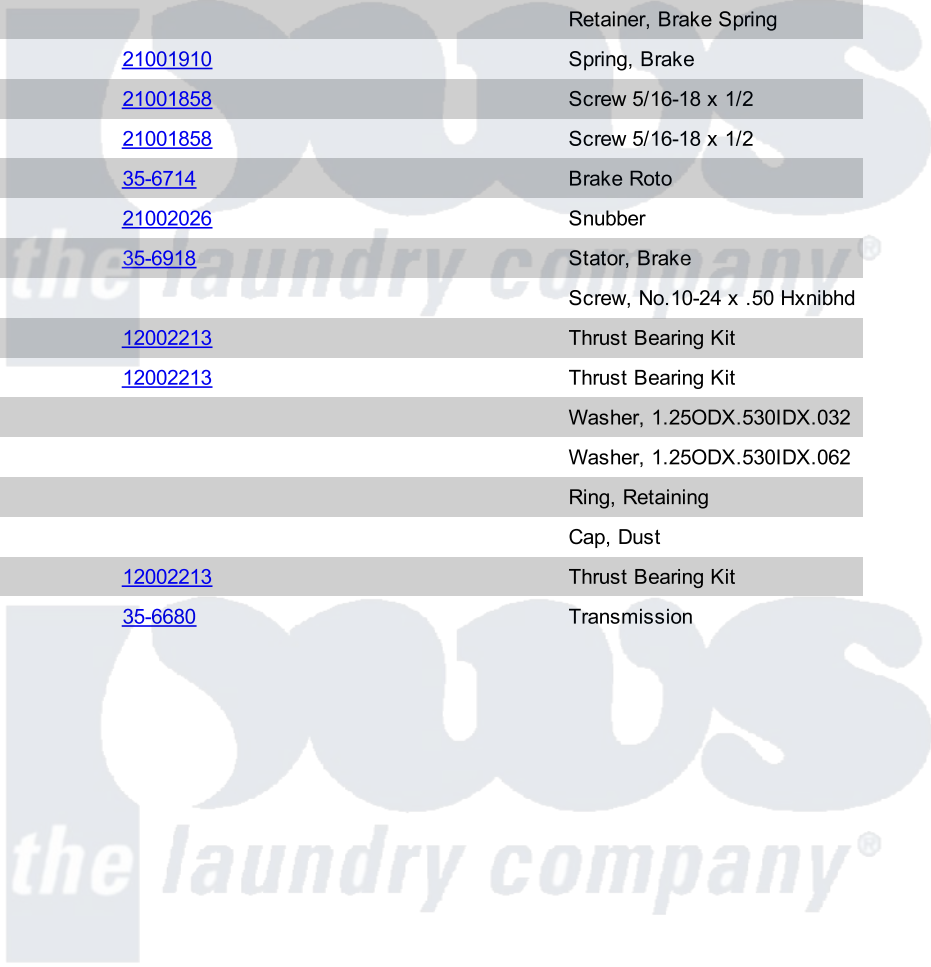 Retainer, Brake Spring
21001910 Spring, Brake
21001858 Screw 5/16-18 x 1/2
21001858 Screw 5/16-18 x 1/2
35-6714 Brake Roto
21002026 Snubber
35-6918 Stator, Brake
Screw, No.10-24 x .50 Hxnibhd
12002213 Thrust Bearing Kit
12002213 Thrust Bearing Kit
Washer, 1.25ODX.530IDX.032
Washer, 1.25ODX.530IDX.062
Ring, Retaining
Cap, Dust
12002213 Thrust Bearing Kit
35-6680 Transmission
pws
the laundry company®
pws
the laundry company®